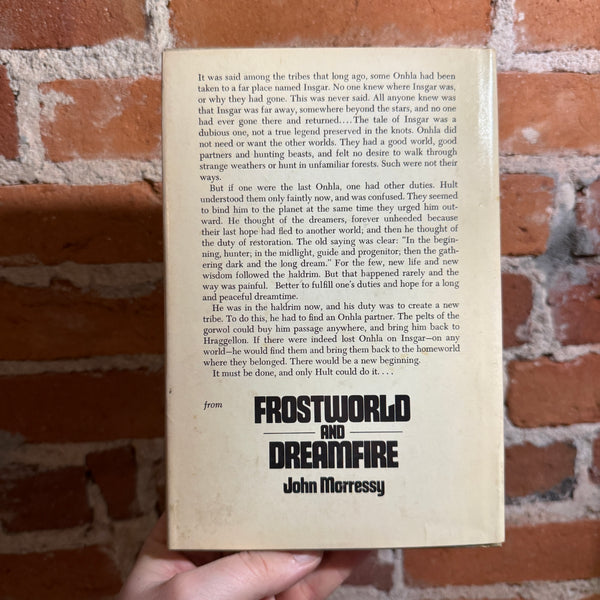 It was said among the tribes that long ago, some Onhla had been
taken to a far place named Insgar. No one knew where Insgar was,
or why they had gone. This was never said. All anyone knew was
that Insgar was far away, somewhere beyond the stars, and no one
had ever gone there and returned. . . . The tale of Insgar was a
dubious one, not a true legend preserved in the knots. Onhla did
not need or want the other worlds. They had a good world, good
partners and hunting beasts, and felt no desire to walk through
strange weathers or hunt in unfamiliar forests. Such were not their
ways.
But if one were the last Onhla, one had other duties. Hult
understood them only faintly now, and was confused. They seemed
to bind him to the planet at the same time they urged him out-
ward. He thought of the dreamers, forever unheeded because
their last hope had fled to another world; and then he thought of
the duty of restoration. The old saying was clear: "In the begin-
ning, hunter; in the midlight, guide and progenitor; then the gath-
ering dark and the long dream." For the few, new life and new
wisdom followed the haldrim. But that happened rarely and the
way was painful. Better to fulfill one's duties and hope for a long
and peaceful dreamtime.
He was in the haldrim now, and his duty was to create a new
tribe. To do this, he had to find an Onhla partner. The pelts of the
gorwol could buy him passage anywhere, and bring him back to
Hraggellon. If there were indeed lost Onhla on Insgar—on any
world—he would find them and bring them back to the homeworld
where they belonged. There would be a new beginning.
It must be done, and only Hult could do it. . . .
from
FROSTWORLD
AND
DREAMFIRE
John Morressy